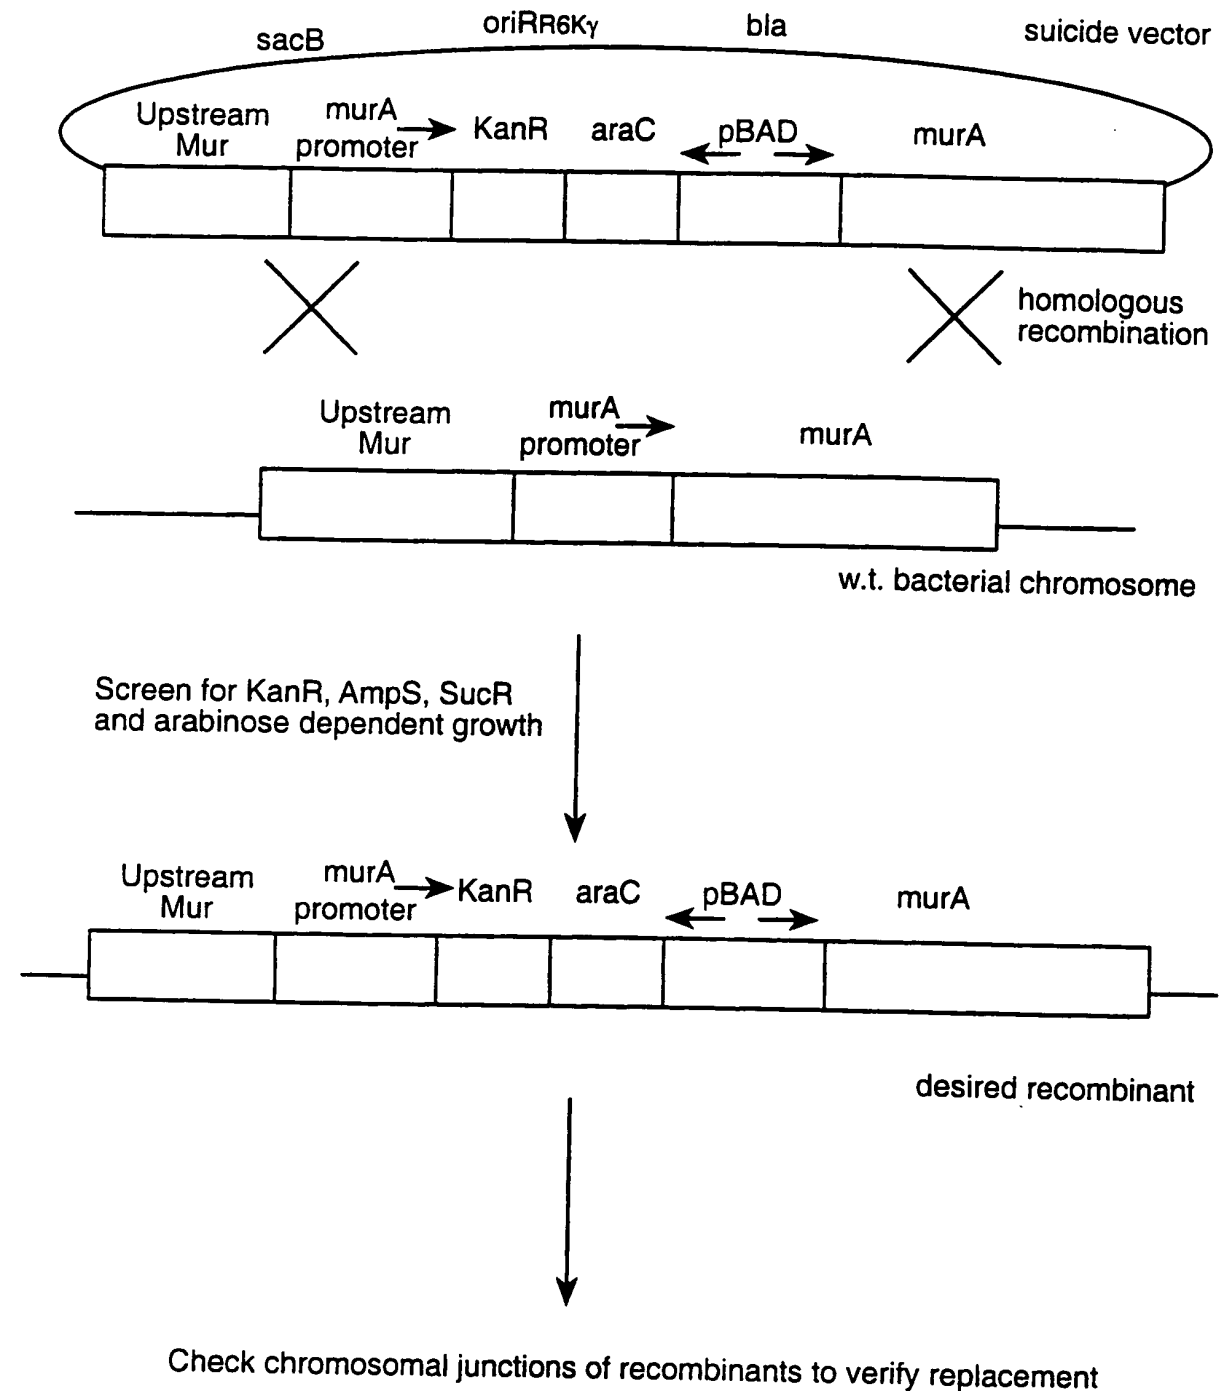 sacB
oriRR6Kγ
bla
suicide vector
Upstream
Mur
murA
promoter
KanR
araC
pBAD
murA
homologous
recombination
Upstream
Mur
murA
promoter
murA
w.t. bacterial chromosome
Screen for KanR, AmpS, SucR
and arabinose dependent growth
Upstream
Mur
murA
promoter
KanR
araC
pBAD
murA
desired recombinant
Check chromosomal junctions of recombinants to verify replacement